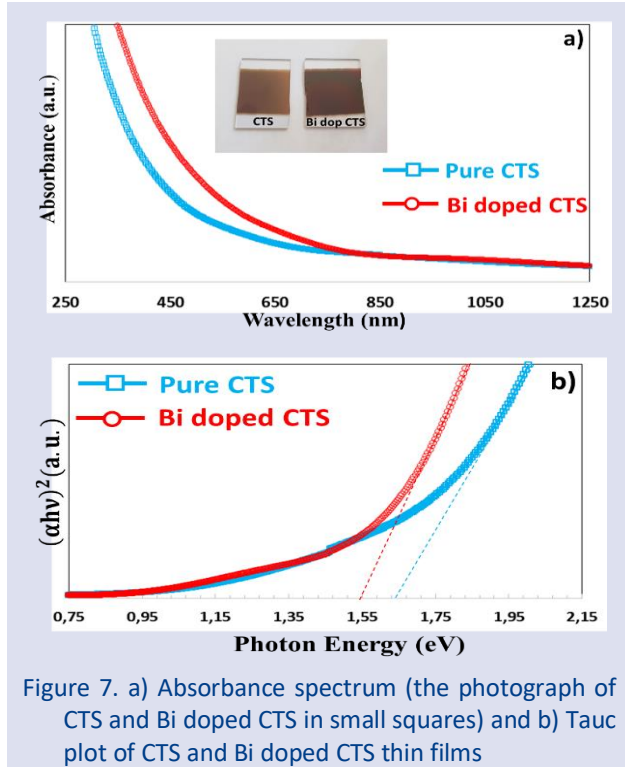 a)
Absorbance (a.u.)
CTS
Bi dop CTS
Pure CTS
Bi doped CTS
250 450 650 850 1050 1250
Wavelength (nm)
b)
Pure CTS
Bi doped CTS
(αhν)²(a.u.)
0,75 0,95 1,15 1,35 1,55 1,75 1,95 2,15
Photon Energy (eV)
Figure 7. a) Absorbance spectrum (the photograph of
CTS and Bi doped CTS in small squares) and b) Tauc
plot of CTS and Bi doped CTS thin films